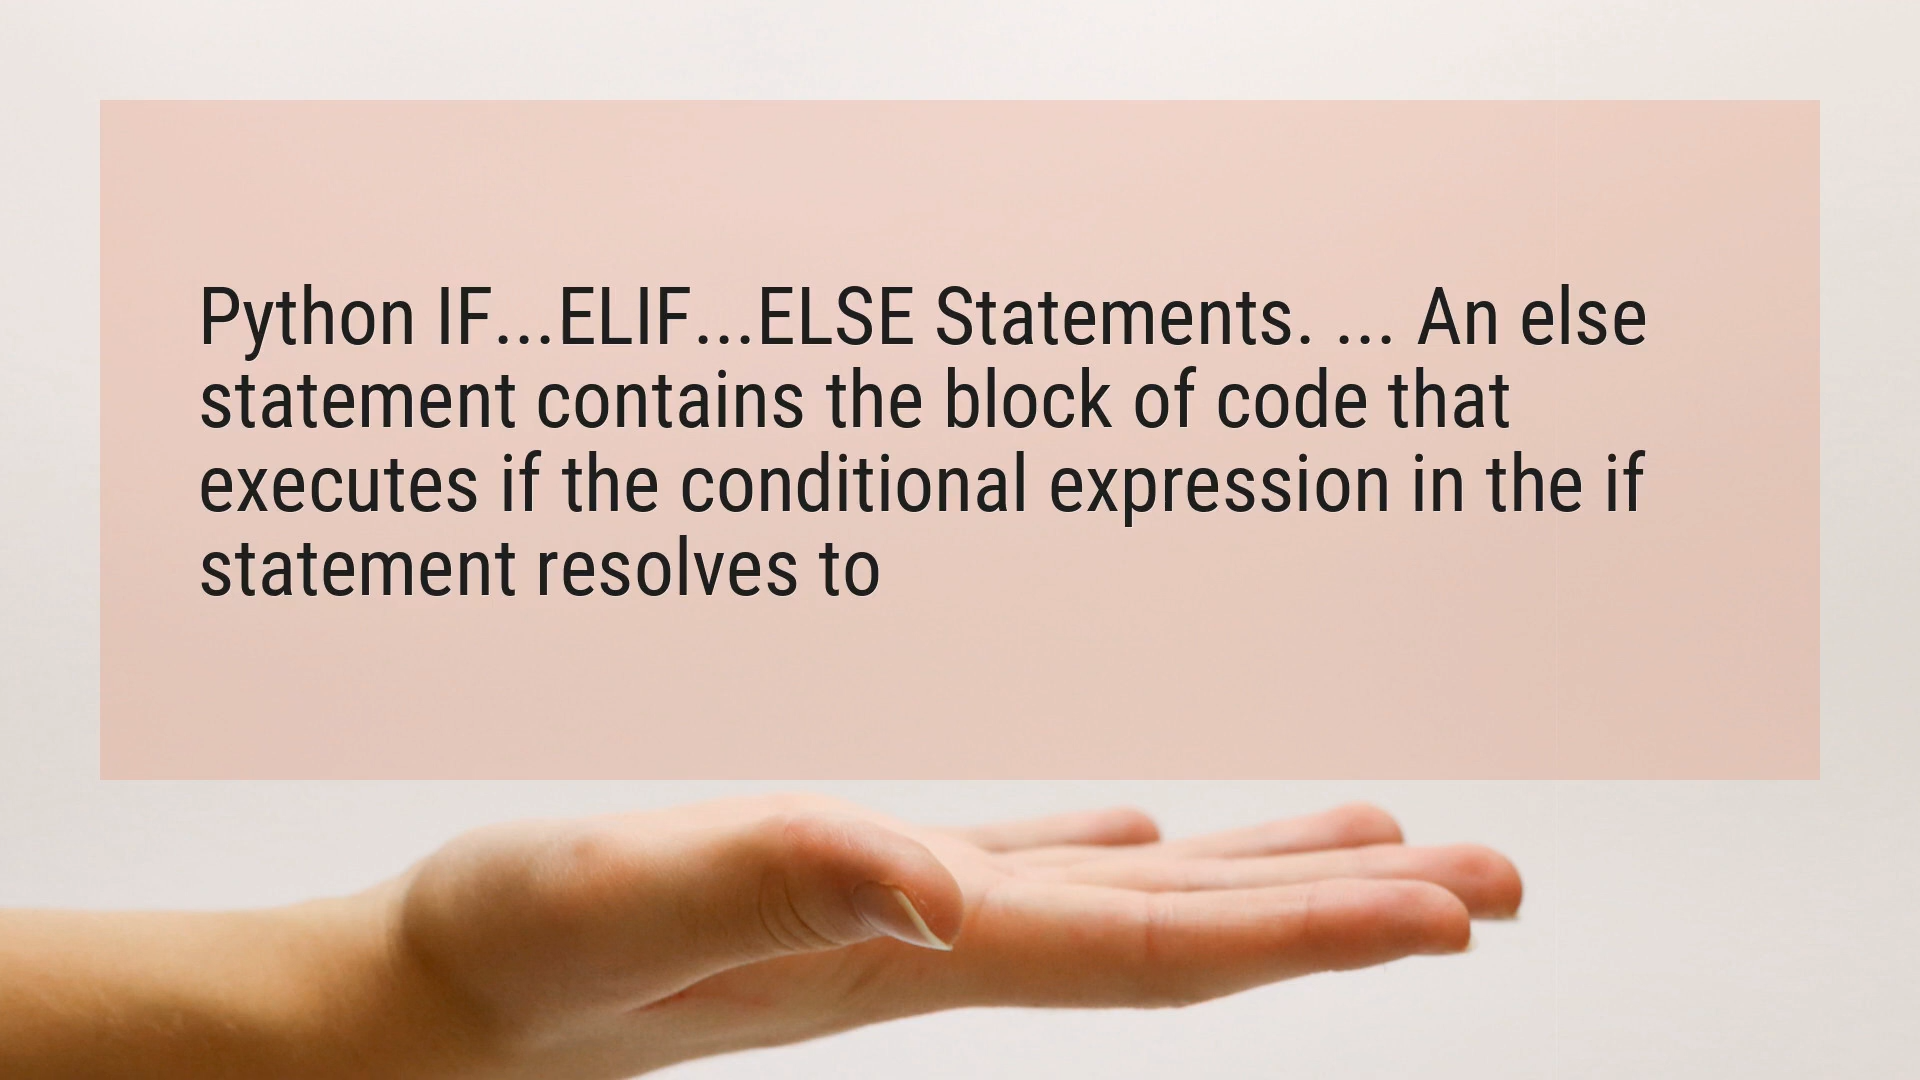 Python IF...ELIF...ELSE Statements. ... An else
statement contains the block of code that
executes if the conditional expression in the if
statement resolves to